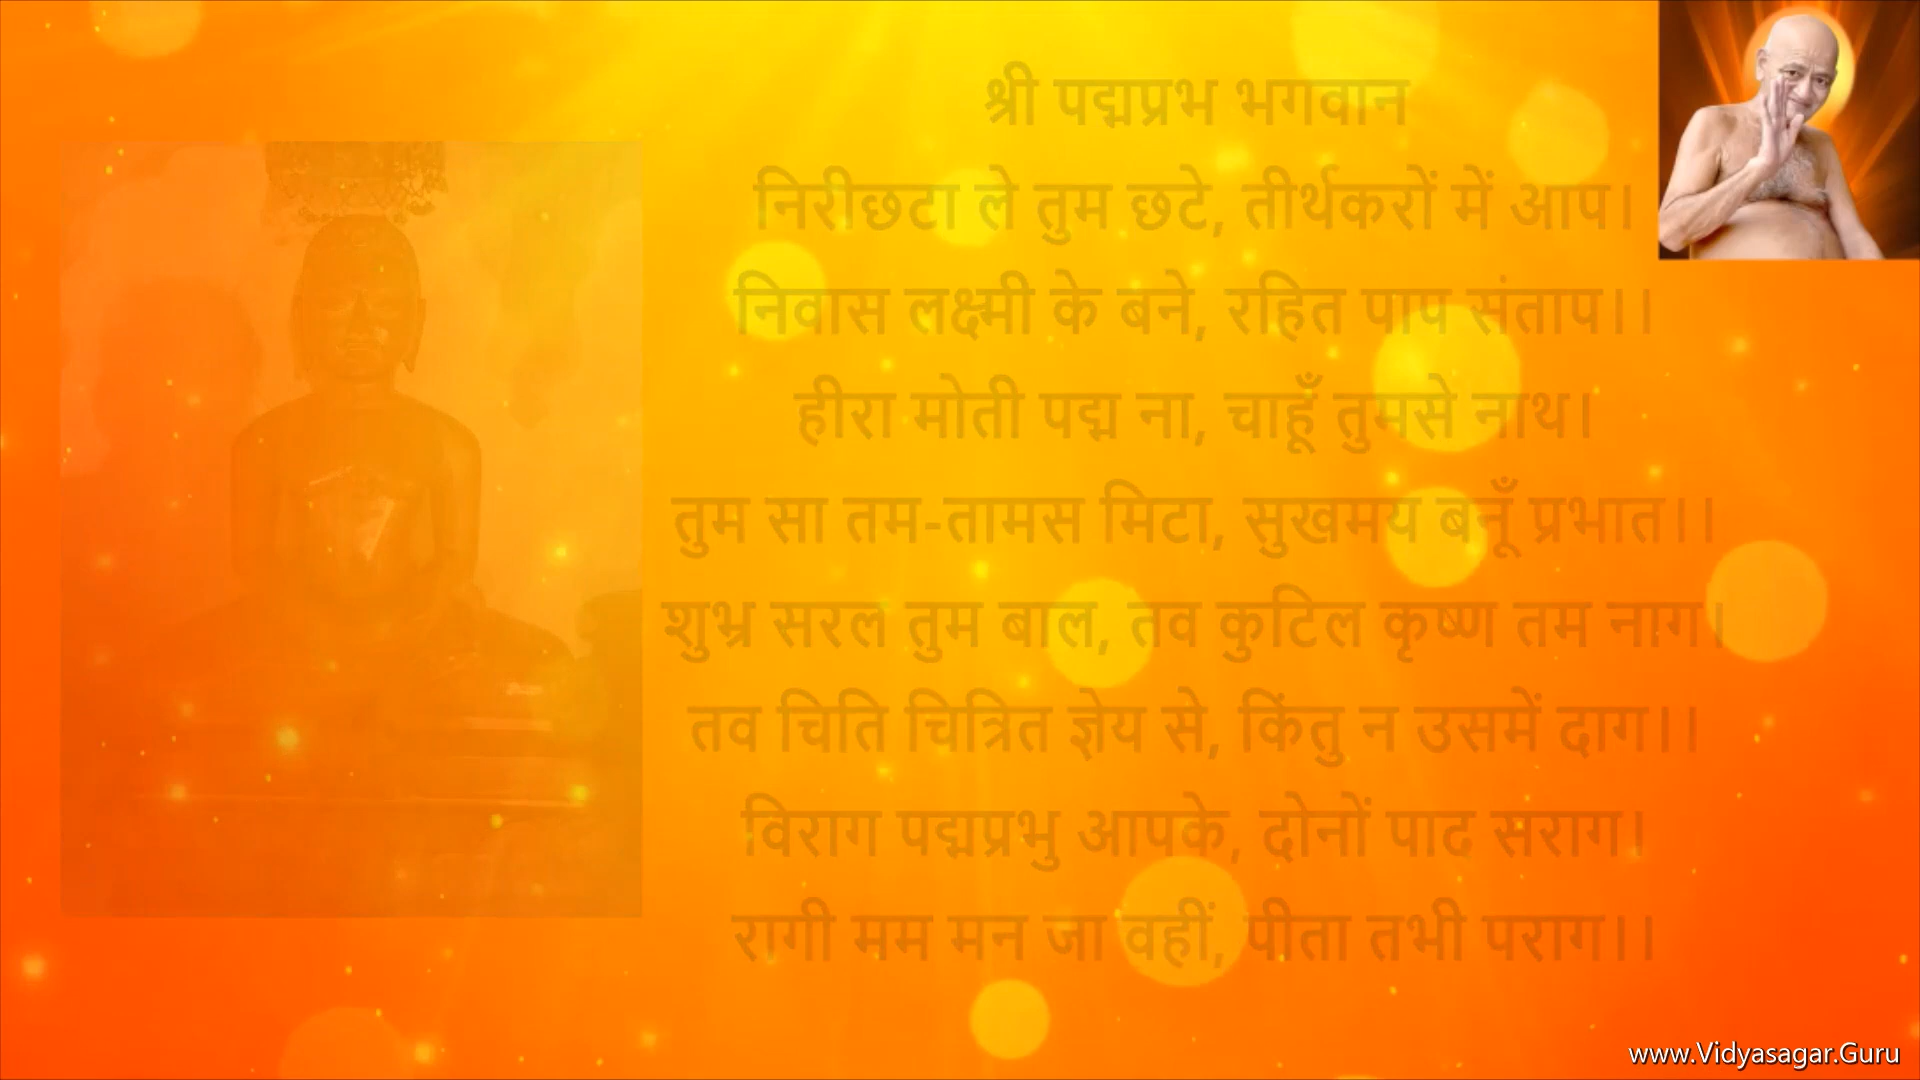 श्री पद्मप्रभ भगवान
निरीछटा ले तुम छटे, तीर्थकरों में आप।
निवास लक्ष्मी के बने, रहित पाप संताप।।
हीरा मोती पद्म ना, चाहूँ तुमसे नाथ।
तुम सा तम-तामस मिटा, सुखमय बनूँ प्रभात।।
शुभ्र सरल तुम बाल, तव कुटिल कृष्ण तम नाग।
तव चिति चित्रित ज्ञेय से, किंतु न उसमें दाग।।
विराग पद्मप्रभु आपके, दोनों पाद सराग!
रागी मम मन जा वहीं, पीता तभी पराग।।
www.Vidyasagar.Guru